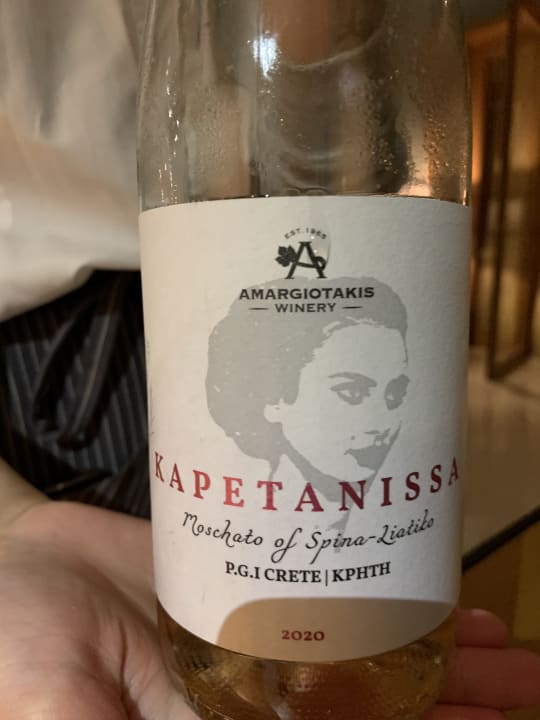 EST. 1965
A
AMARGIOTAKIS
WINERY
KAPETANISSA
Moschato of Spina-Liatiko
P.G.I CRETE | ΚΡΗΤΗ
2020